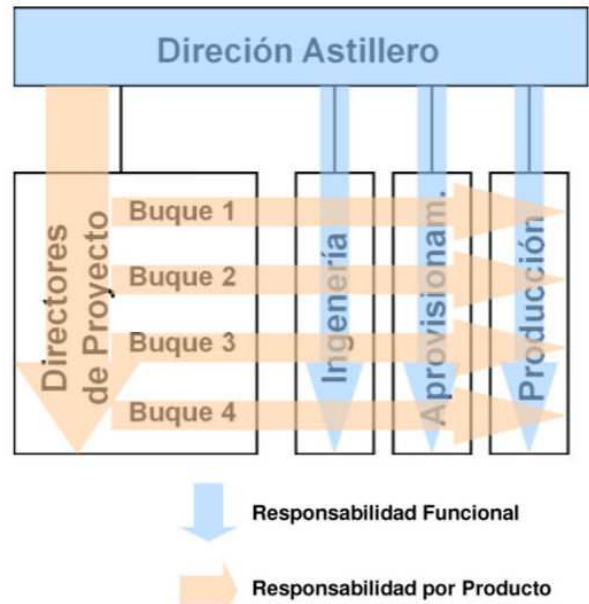 Direción Astillero
Directores
de Proyecto
Buque 1
Buque 2
Buque 3
Buque 4
Ingenería
Aprovisionam.
Producción
Responsabilidad Funcional
Responsabilidad por Producto